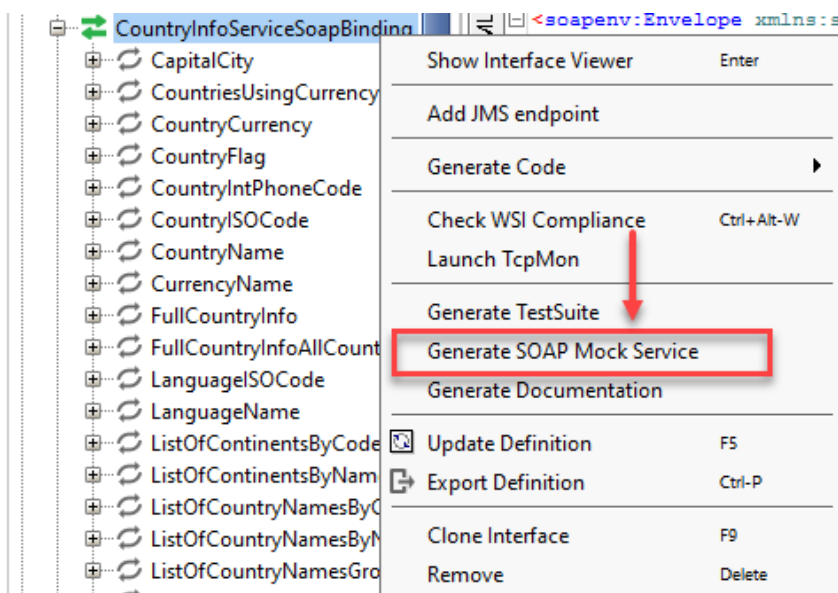 CountryInfoServiceSoapBinding
<soapenv:Envelope xmlns:s
CapitalCity
CountriesUsingCurrency
CountryCurrency
CountryFlag
CountryIntPhoneCode
CountryISOCode
CountryName
CurrencyName
FullCountryInfo
FullCountryInfoAllCount
LanguageISOCode
LanguageName
ListOfContinentsByCode
ListOfContinentsByNam
ListOfCountryNamesByC
ListOfCountryNamesByN
ListOfCountryNamesGro
Show Interface Viewer Enter
Add JMS endpoint
Generate Code
Check WSI Compliance Ctrl+Alt-W
Launch TcpMon
Generate TestSuite
Generate SOAP Mock Service
Generate Documentation
Update Definition F5
Export Definition Ctrl-P
Clone Interface F9
Remove Delete